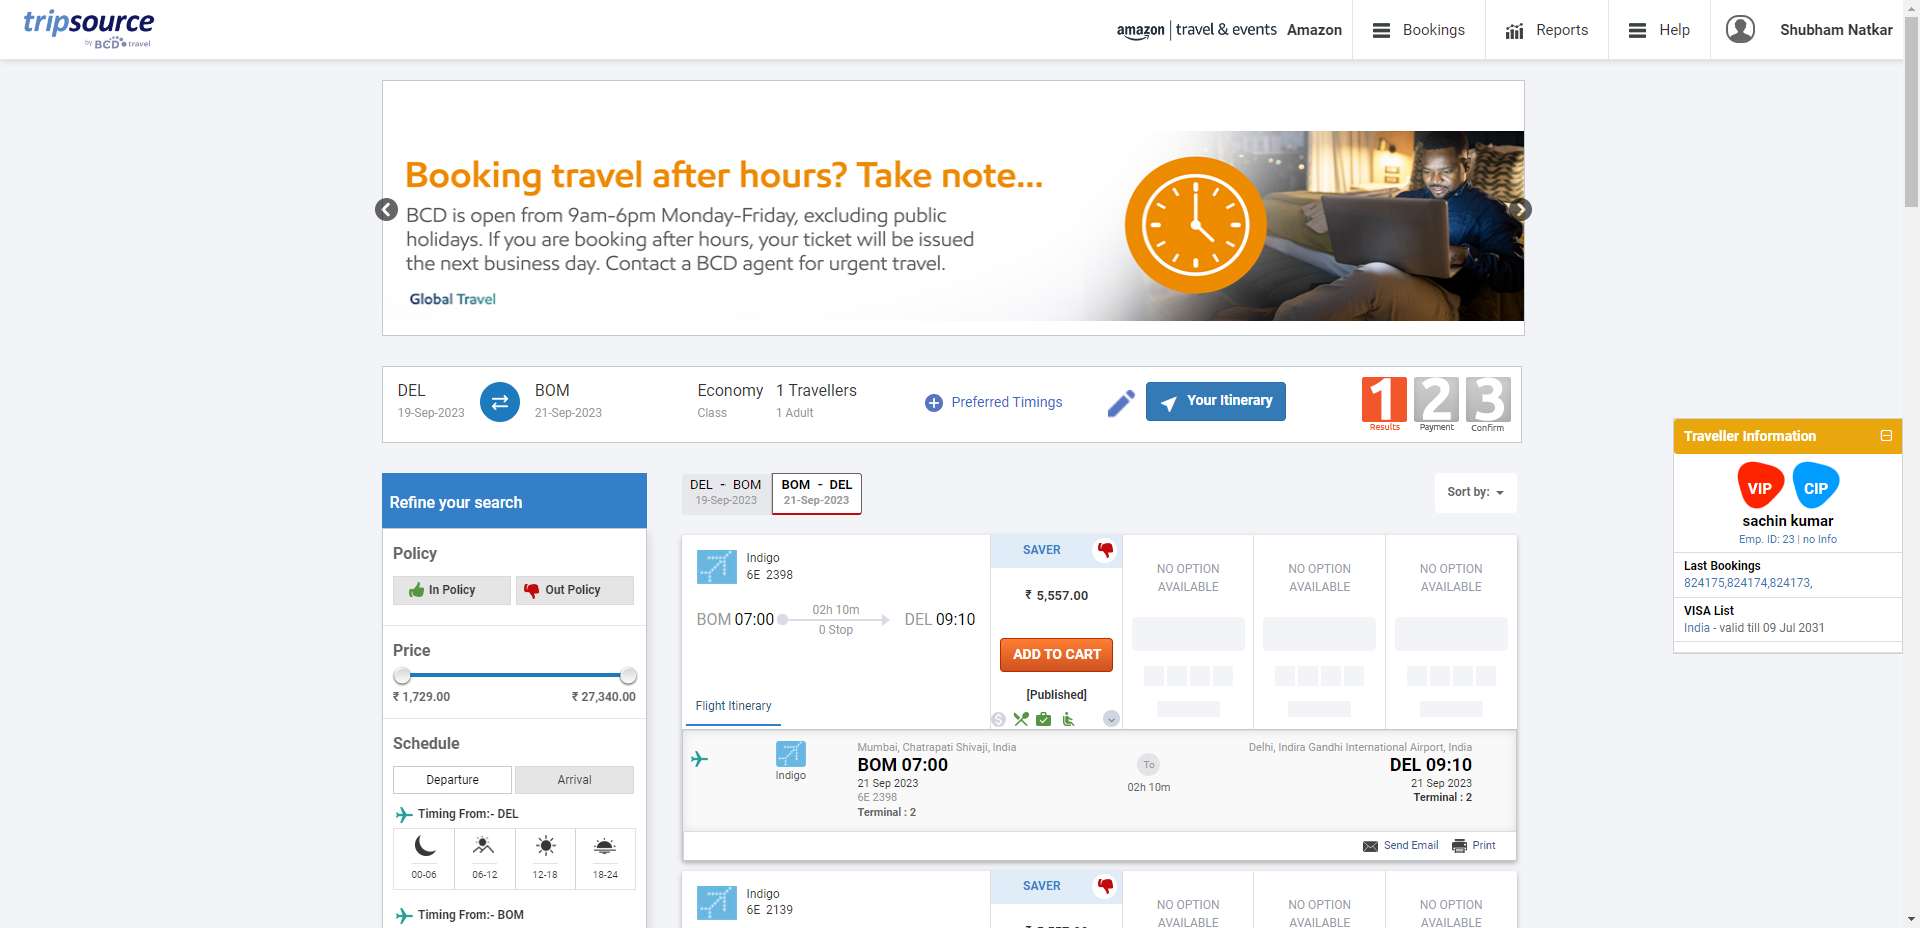 tripsource
by BCD travel
amazon travel & events Amazon
Bookings
Reports
Help
Shubham Natkar
Booking travel after hours? Take note...
BCD is open from 9am-6pm Monday-Friday, excluding public
holidays. If you are booking after hours, your ticket will be issued
the next business day. Contact a BCD agent for urgent travel.
Global Travel
DEL
19-Sep-2023
BOM
21-Sep-2023
Economy
Class
1 Travellers
1 Adult
Preferred Timings
Your Itinerary
1 2 3
Results Payment Confirm
Traveller Information
VIP CIP
sachin kumar
Emp. ID: 23 | no Info
Last Bookings
824175,824174,824173,
VISA List
India - valid till 09 Jul 2031
Refine your search
Policy
In Policy
Out Policy
Price
₹ 1,729.00
₹ 27,340.00
Schedule
Departure
Arrival
Timing From:- DEL
00-06
06-12
12-18
18-24
Timing From:- BOM
DEL - BOM
19-Sep-2023
BOM - DEL
21-Sep-2023
Sort by:
Indigo
6E 2398
BOM 07:00
02h 10m
0 Stop
DEL 09:10
Flight Itinerary
SAVER
₹ 5,557.00
ADD TO CART
[Published]
NO OPTION
AVAILABLE
NO OPTION
AVAILABLE
NO OPTION
AVAILABLE
Indigo
Mumbai, Chatrapati Shivaji, India
BOM 07:00
21 Sep 2023
6E 2398
Terminal : 2
To
02h 10m
Delhi, Indira Gandhi International Airport, India
DEL 09:10
21 Sep 2023
Terminal : 2
Send Email
Print
Indigo
6E 2139
SAVER
NO OPTION
AVAILABLE
NO OPTION
AVAILABLE
NO OPTION
AVAILABLE